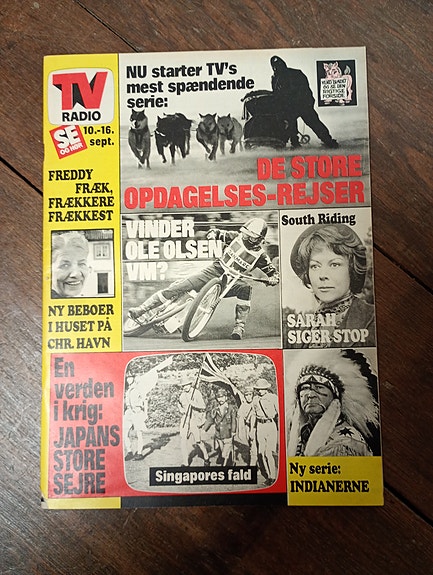 TV
RADIO
SE
OG HØR
10.-16.
sept.
NU starter TV's
mest spændende
serie:
DE STORE
OPDAGELSES-REJSER
FREDDY
FRÆK,
FRÆKKERE
FRÆKKEST
VINDER
OLE OLSEN
VM?
South Riding
SARAH
SIGER STOP
NY BEBOER
I HUSET PÅ
CHR. HAVN
En
verden
i krig:
JAPANS
STORE
SEJRE
Singapores fald
Ny serie:
INDIANERNE